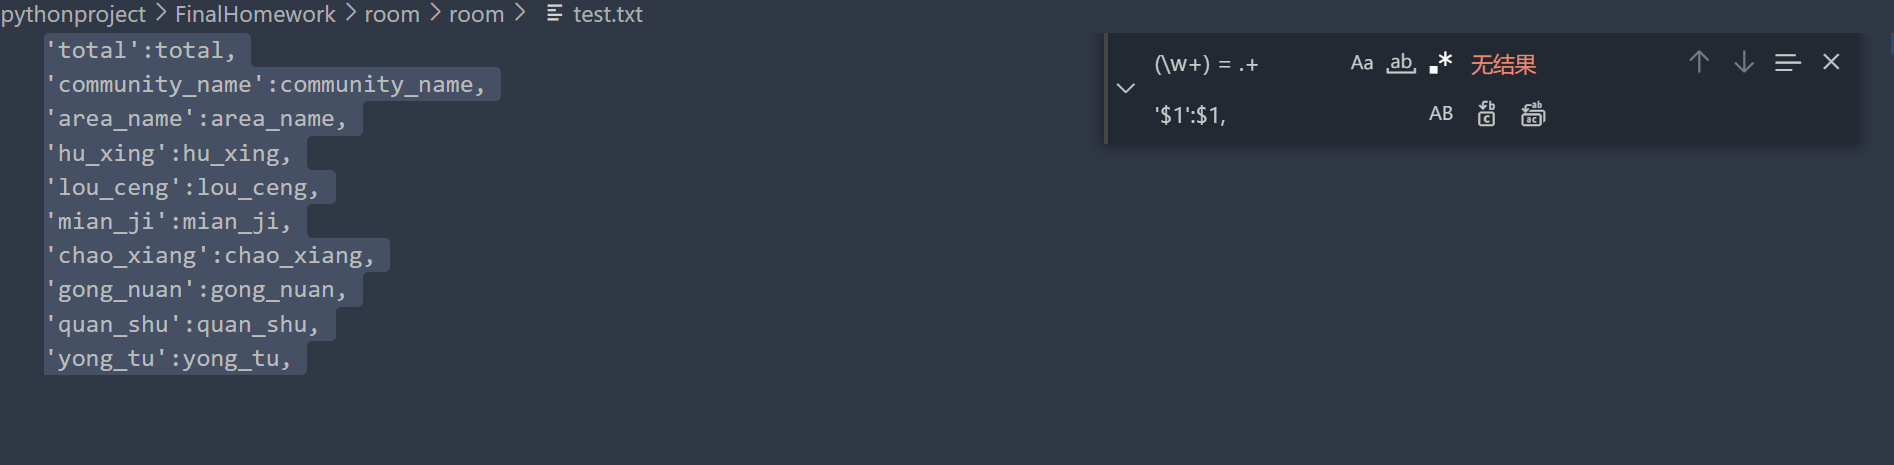 pythonproject > FinalHomework > room > room > test.txt
'total':total,
'community_name':community_name,
'area_name':area_name,
'hu_xing':hu_xing,
'lou_ceng':lou_ceng,
'mian_ji':mian_ji,
'chao_xiang':chao_xiang,
'gong_nuan':gong_nuan,
'quan_shu':quan_shu,
'yong_tu':yong_tu,
(\w+) = .+ Aa ab .* 无结果
'$1':$1, AB